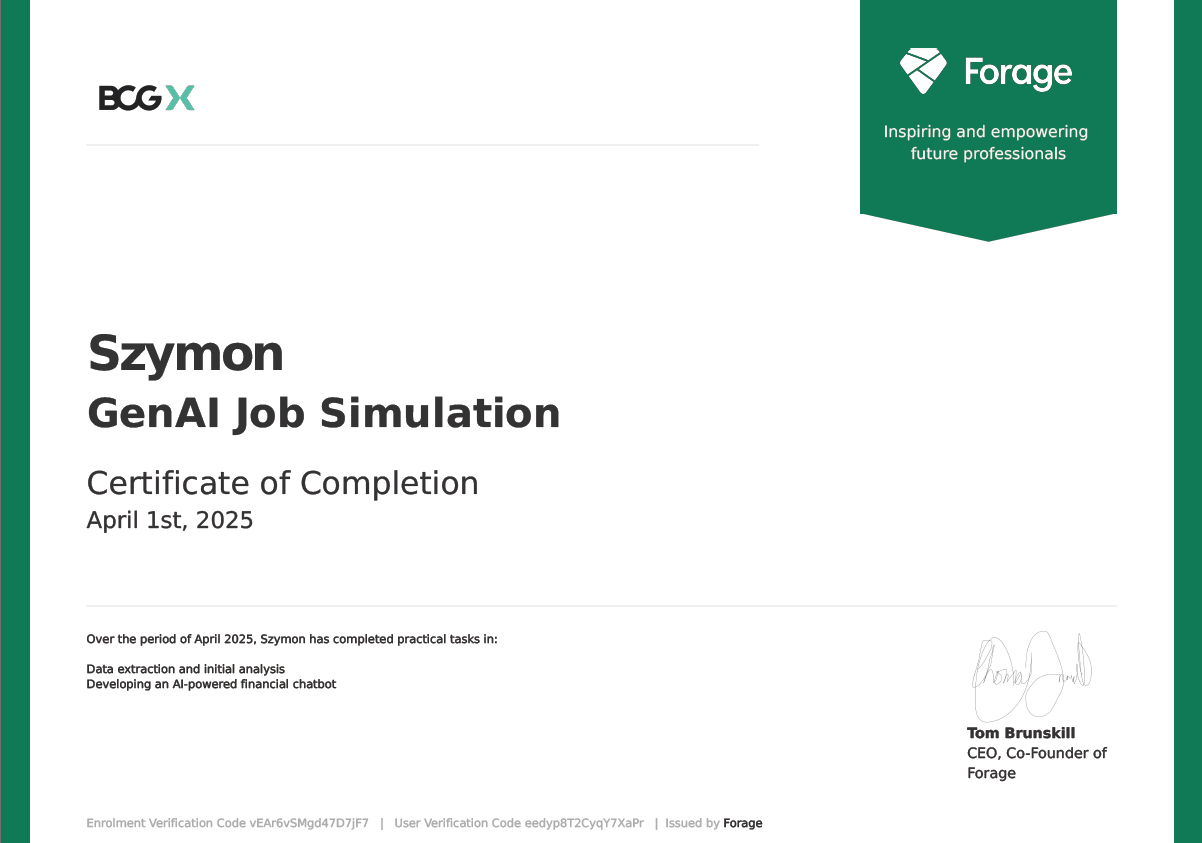 BCG X
Forage
Inspiring and empowering
future professionals
Szymon
GenAI Job Simulation
Certificate of Completion
April 1st, 2025
Over the period of April 2025, Szymon has completed practical tasks in:
Data extraction and initial analysis
Developing an AI-powered financial chatbot
Tom Brunskill
CEO, Co-Founder of
Forage
Enrolment Verification Code vEAr6vSMgd47D7jF7 | User Verification Code eedyp8T2CyqY7XaPr | Issued by Forage